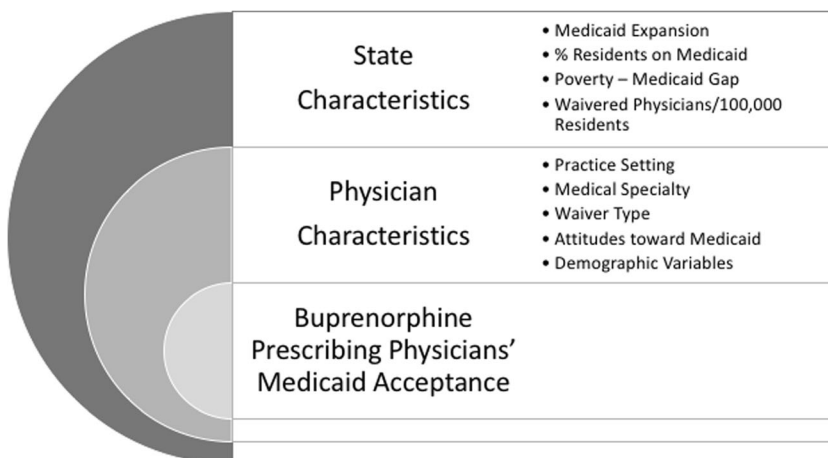 State
Characteristics
• Medicaid Expansion
• % Residents on Medicaid
• Poverty – Medicaid Gap
• Waivered Physicians/100,000
Residents
Physician
Characteristics
• Practice Setting
• Medical Specialty
• Waiver Type
• Attitudes toward Medicaid
• Demographic Variables
Buprenorphine
Prescribing Physicians’
Medicaid Acceptance